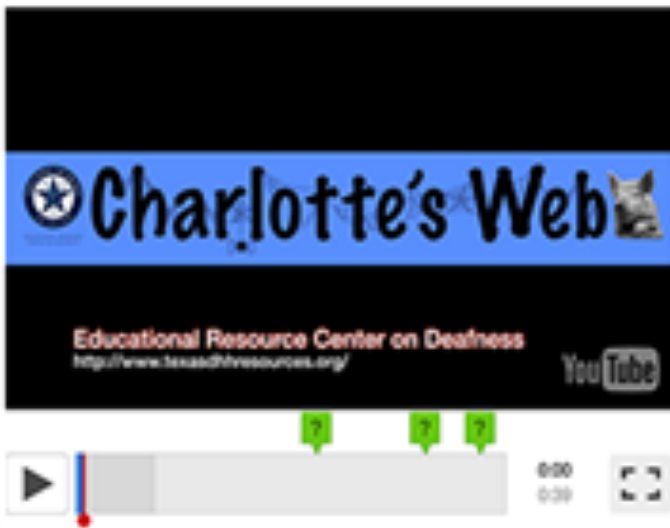 Charlotte's Web
Educational Resource Center on Deafness
http://www.texasdhhresources.org/
YouTube
? ? ?
0:00
0:39